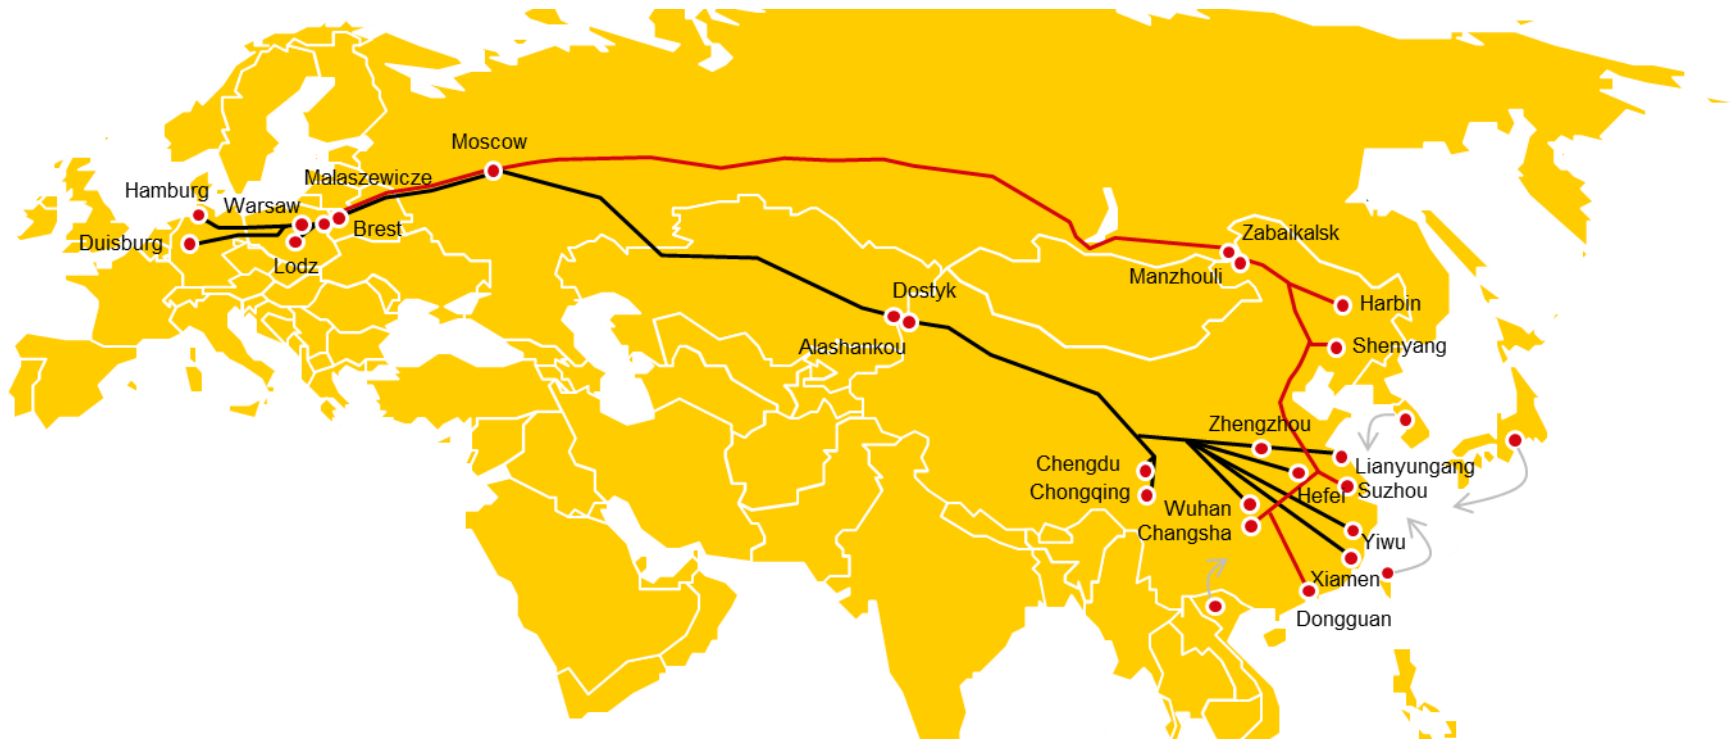 Moscow
Malaszewicze
Hamburg
Warsaw
Brest
Duisburg
Lodz
Zabaikalsk
Manzhouli
Dostyk
Harbin
Alashankou
Shenyang
Zhengzhou
Chengdu
Lianyungang
Chongqing
Hefei
Suzhou
Wuhan
Changsha
Yiwu
Xiamen
Dongguan